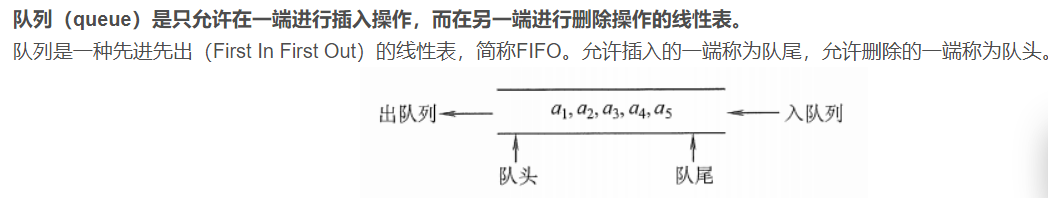 队列（queue）是只允许在一端进行插入操作，而在另一端进行删除操作的线性表。
队列是一种先进先出（First In First Out）的线性表，简称FIFO。允许插入的一端称为队尾，允许删除的一端称为队头。
出队列 a1, a2, a3, a4, a5 入队列
队头 队尾